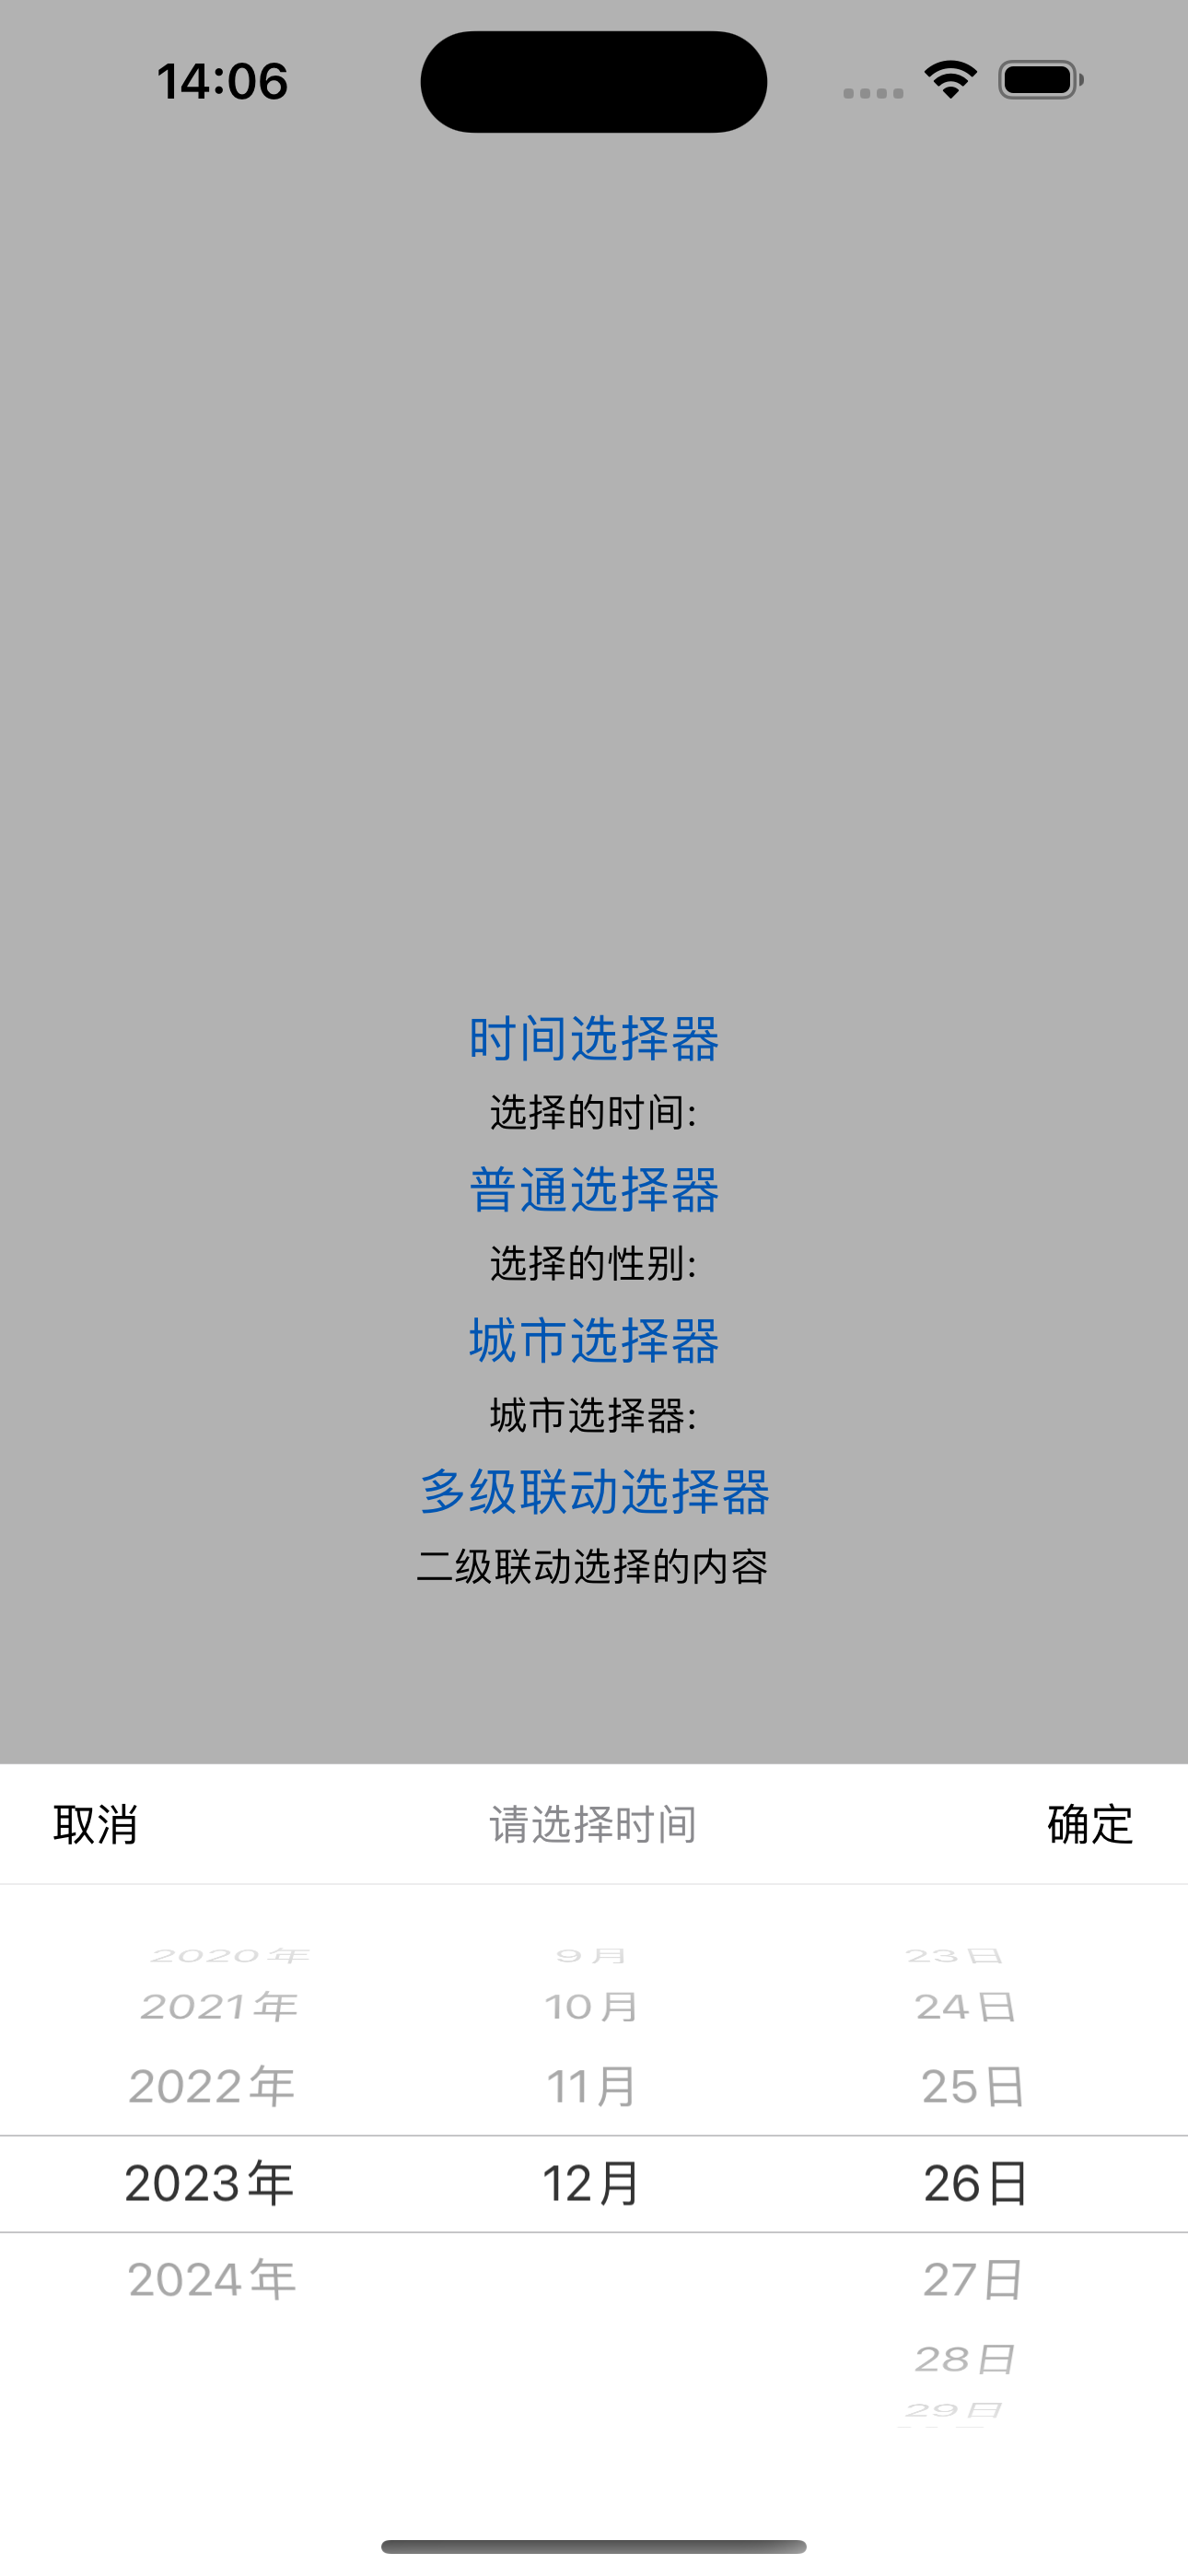 14:06
时间选择器
选择的时间:
普通选择器
选择的性别:
城市选择器
城市选择器:
多级联动选择器
二级联动选择的内容
取消 请选择时间 确定
2020年 9月 23日
2021年 10月 24日
2022年 11月 25日
2023年 12月 26日
2024年 27日
28日
29日